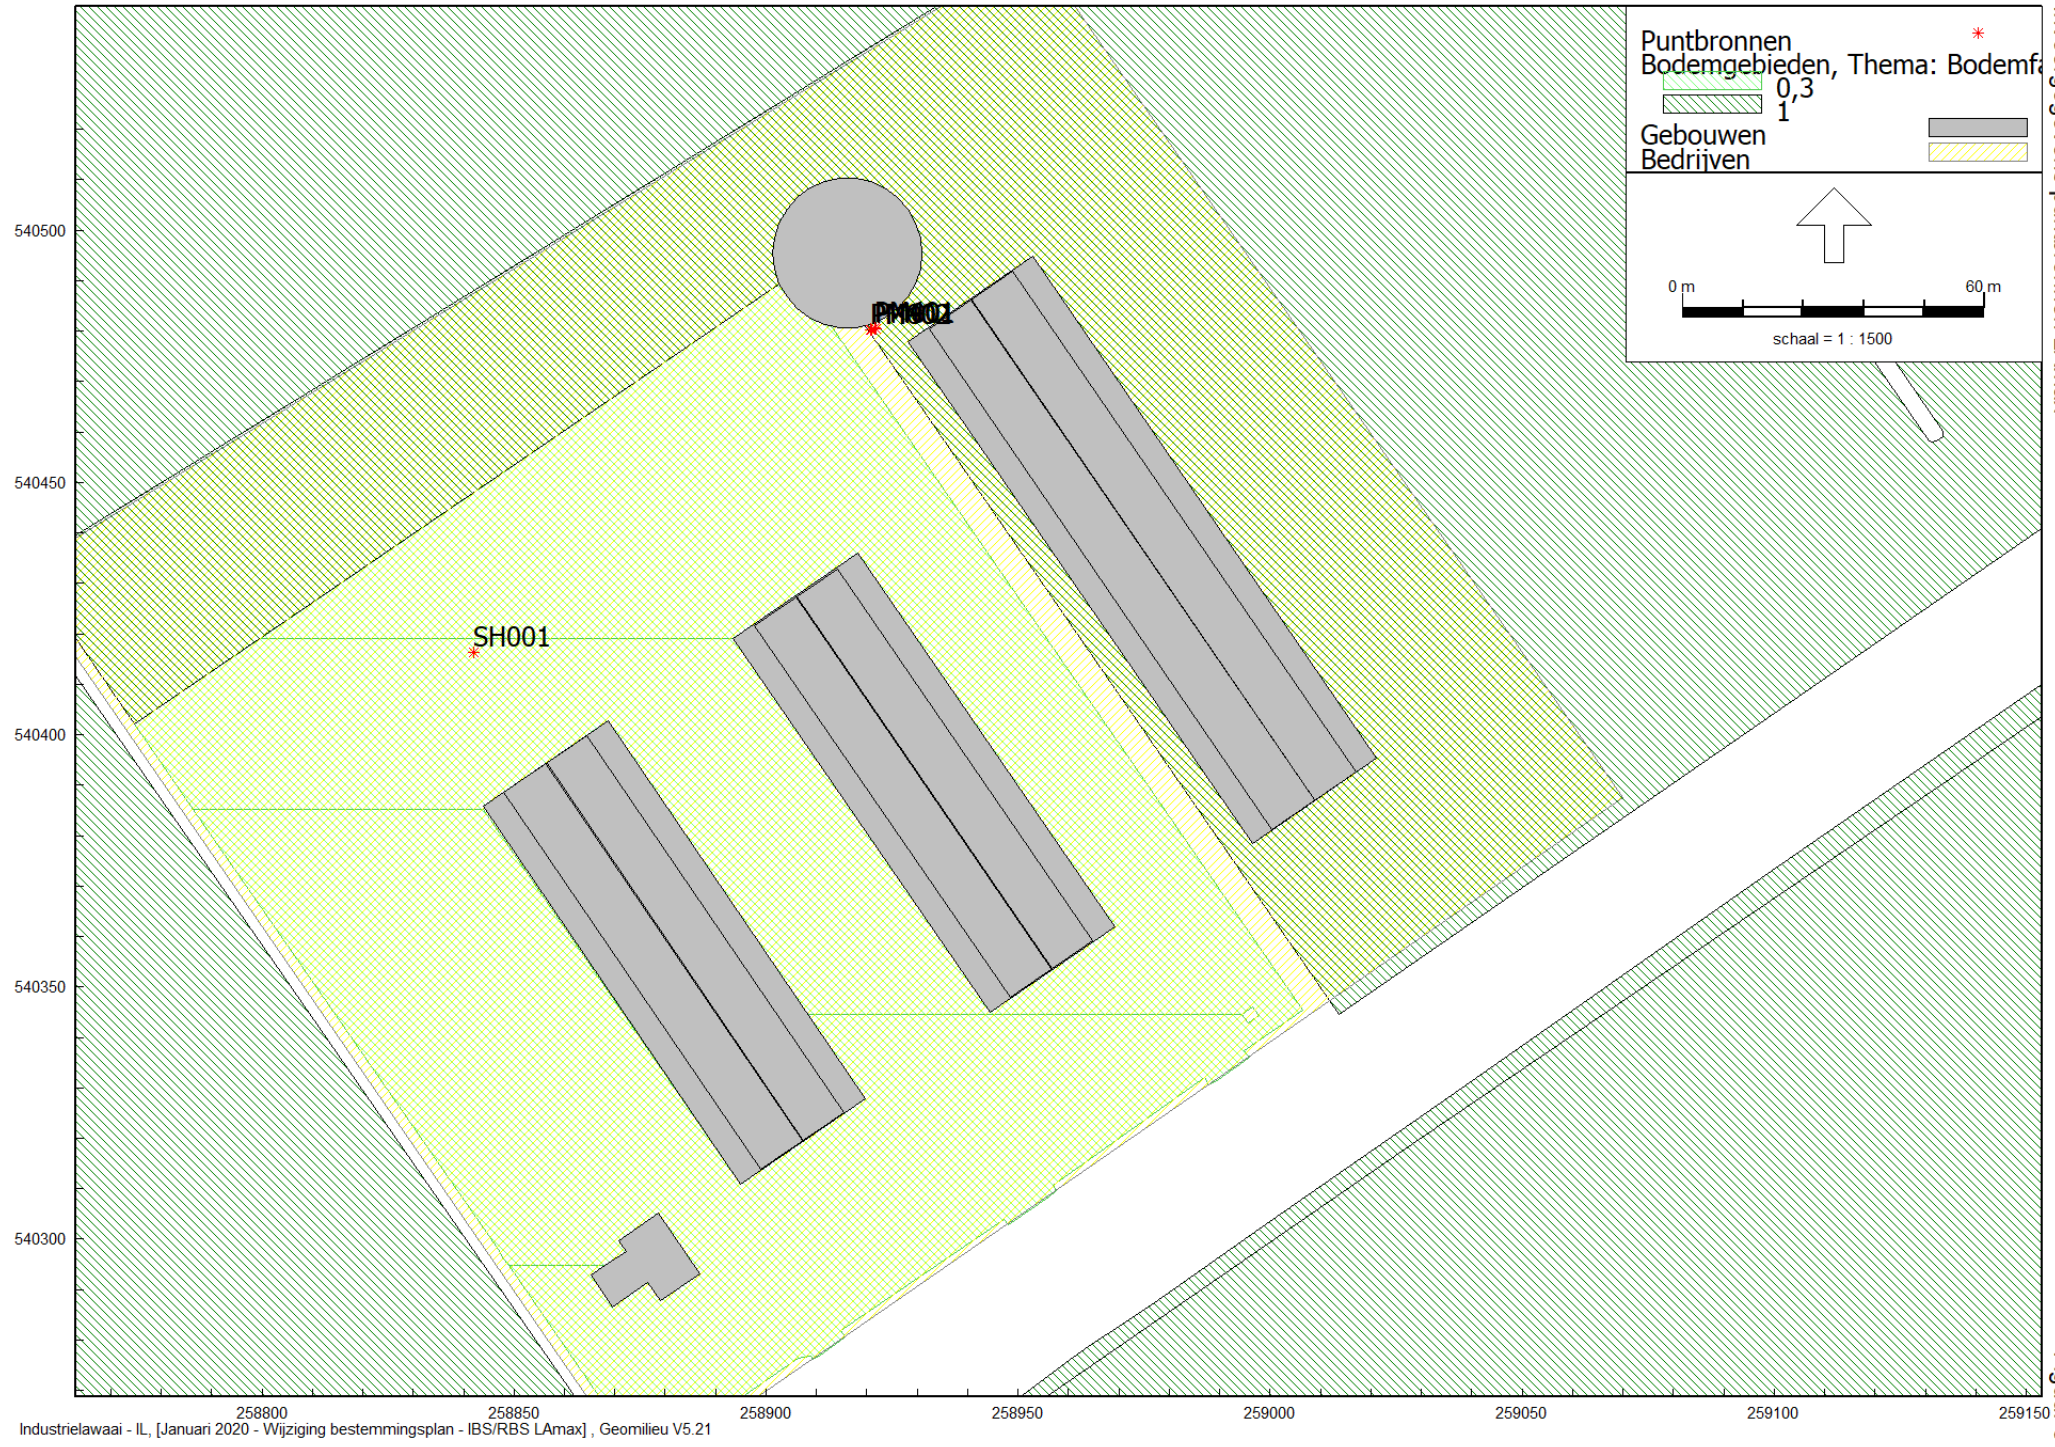 Puntbronnen
Bodemgebieden, Thema: Bodemfa
0,3
1
Gebouwen
Bedrijven
0 m 60 m
schaal = 1 : 1500
540500
540450
SH001
540400
540350
540300
258800 258850 258900 258950 259000 259050 259100 259150
Industrielawaai - IL, [Januari 2020 - Wijziging bestemmingsplan - IBS/RBS LAmax] , Geomilieu V5.21